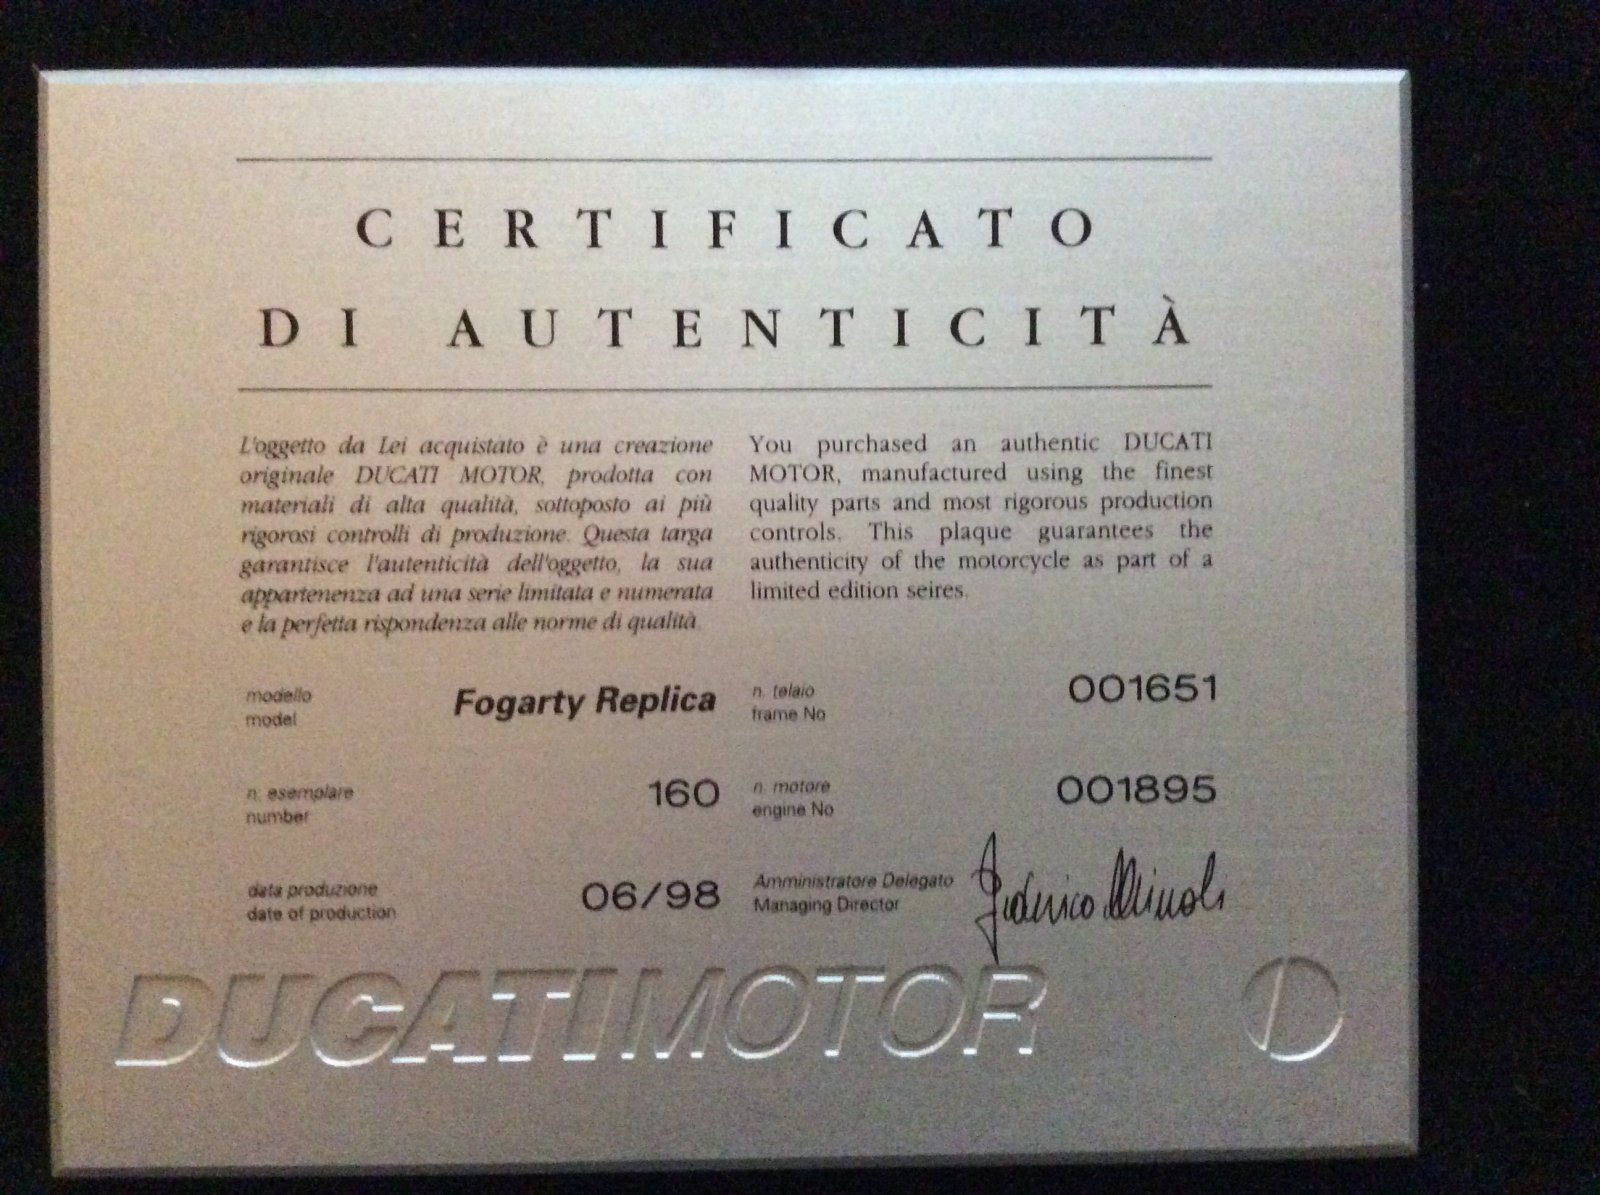 CERTIFICATO
DI AUTENTICITÀ
L'oggetto da Lei acquistato è una creazione
originale DUCATI MOTOR, prodotta con
materiali di alta qualità, sottoposto ai più
rigorosi controlli di produzione. Questa targa
garantisce l'autenticità dell'oggetto, la sua
appartenenza ad una serie limitata e numerata
e la perfetta rispondenza alle norme di qualità.
You purchased an authentic DUCATI
MOTOR, manufactured using the finest
quality parts and most rigorous production
controls. This plaque guarantees the
authenticity of the motorcycle as part of a
limited edition seires.
modello
model
Fogarty Replica
n. telaio
frame No
001651
n. esemplare
number
160
n. motore
engine No
001895
data produzione
date of production
06/98
Amministratore Delegato
Managing Director
Federico Minoli
DUCATIMOTOR
D